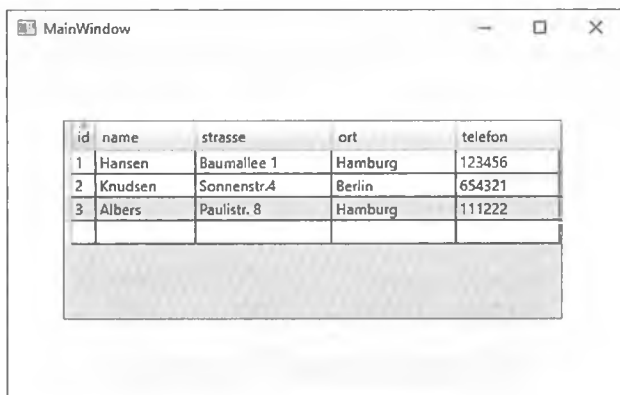 MainWindow
id name strasse ort telefon
1 Hansen Baumallee 1 Hamburg 123456
2 Knudsen Sonnenstr.4 Berlin 654321
3 Albers Paulistr. 8 Hamburg 111222